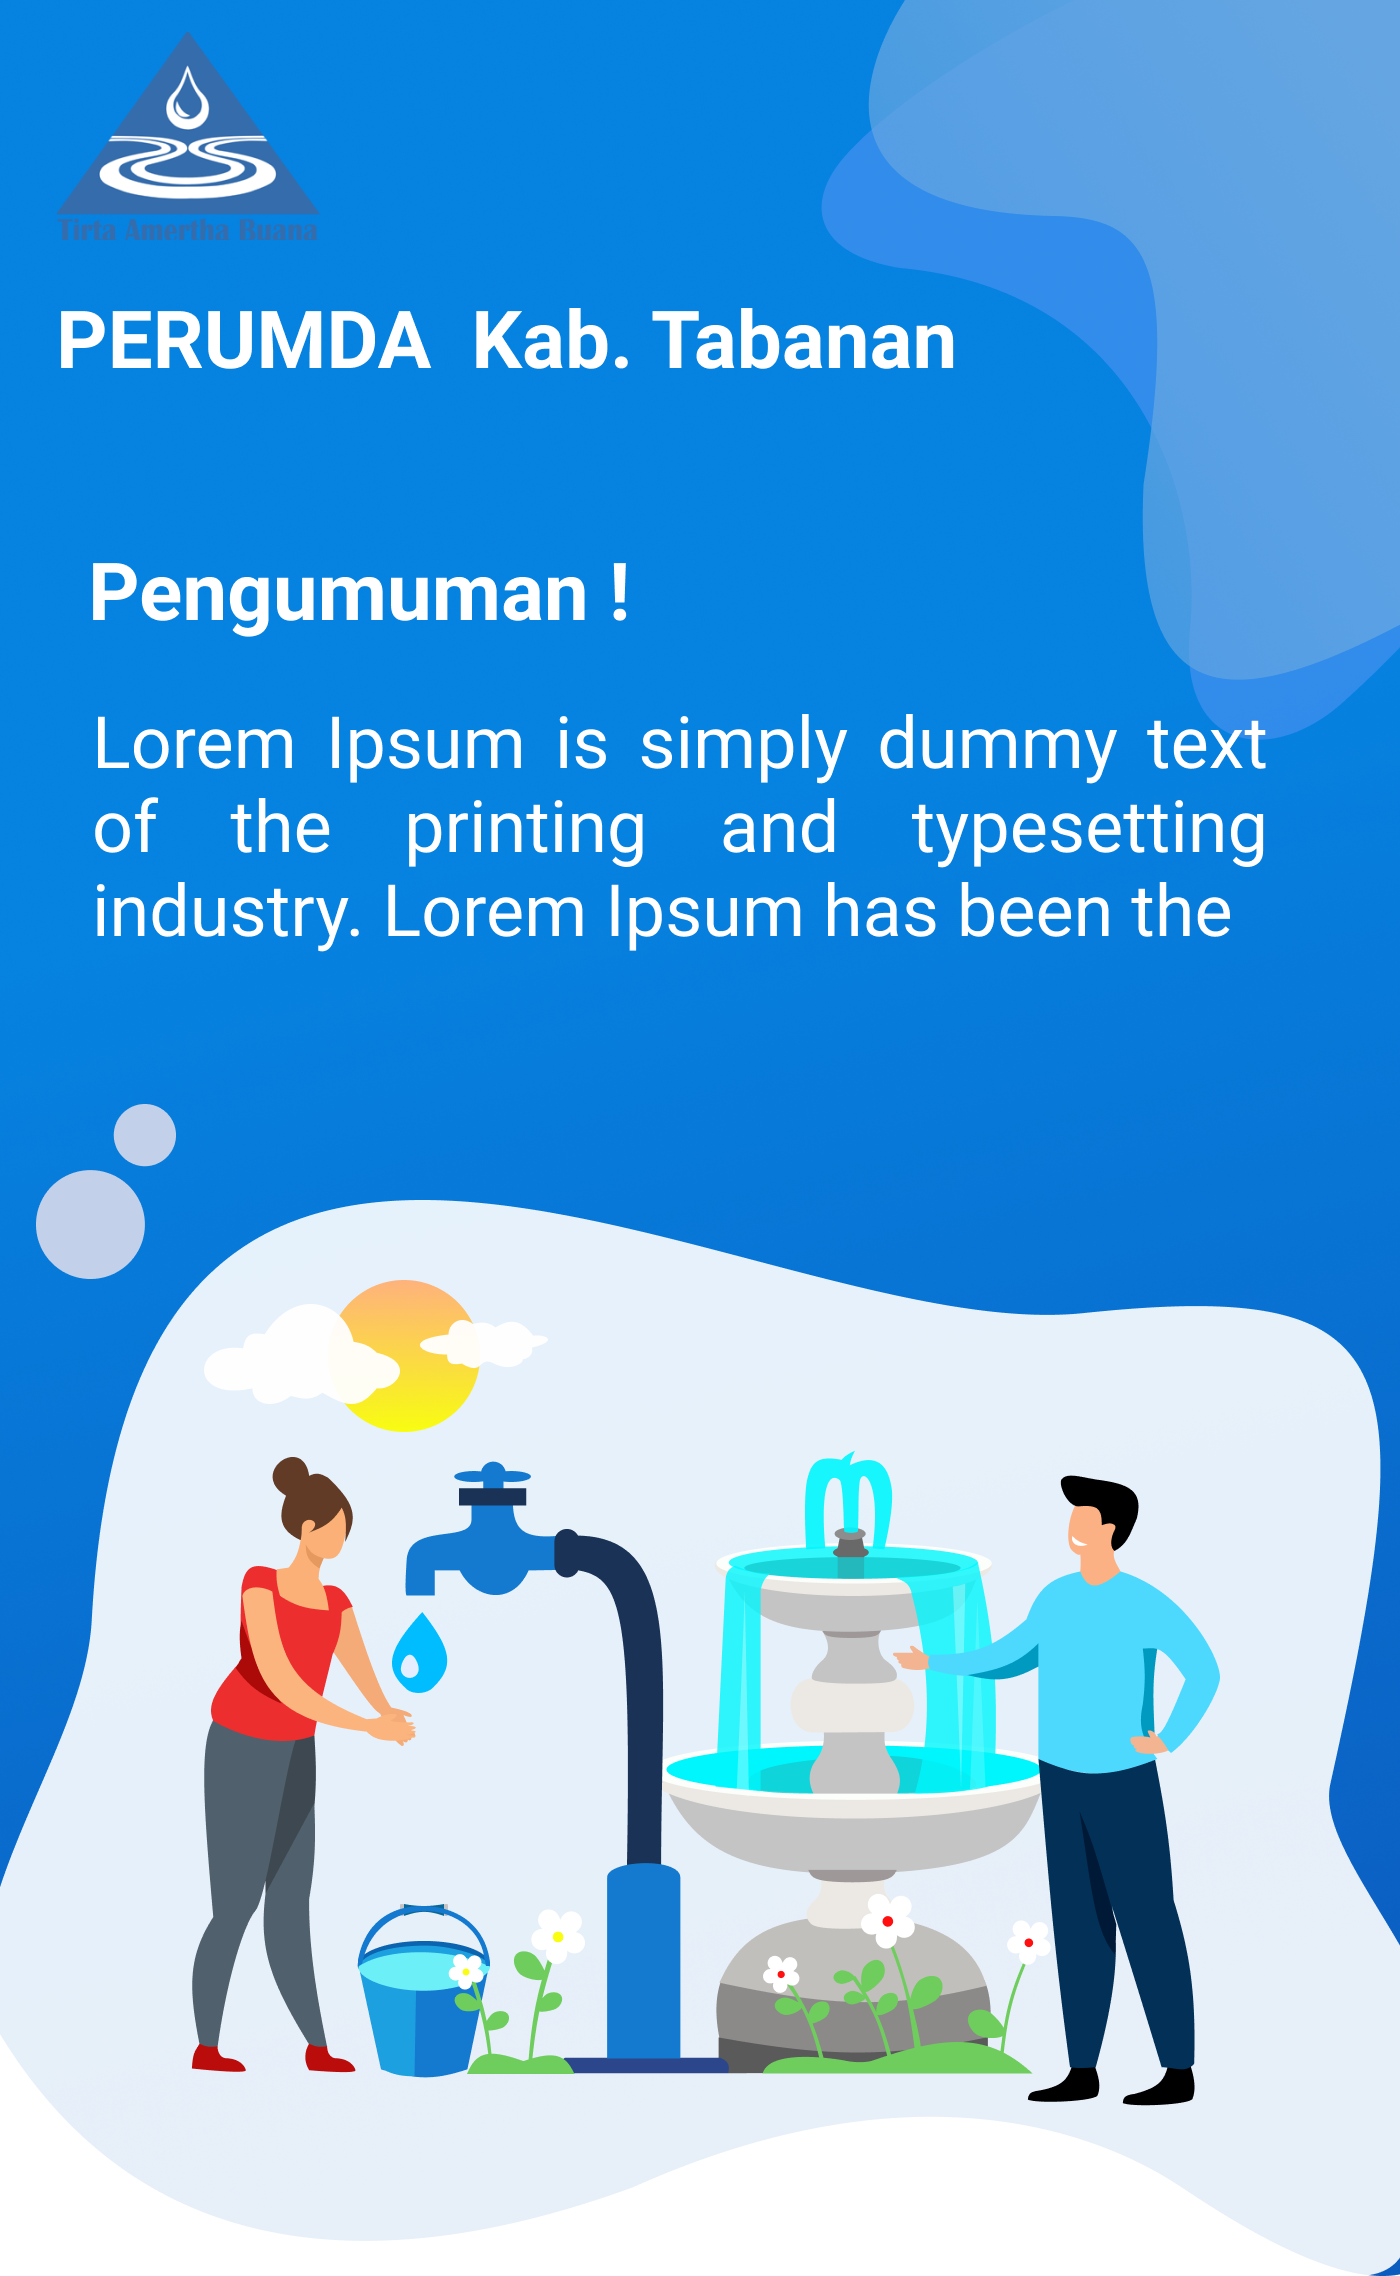 Tirta Amertha Buana
PERUMDA Kab. Tabanan
Pengumuman !
Lorem Ipsum is simply dummy text
of the printing and typesetting
industry. Lorem Ipsum has been the